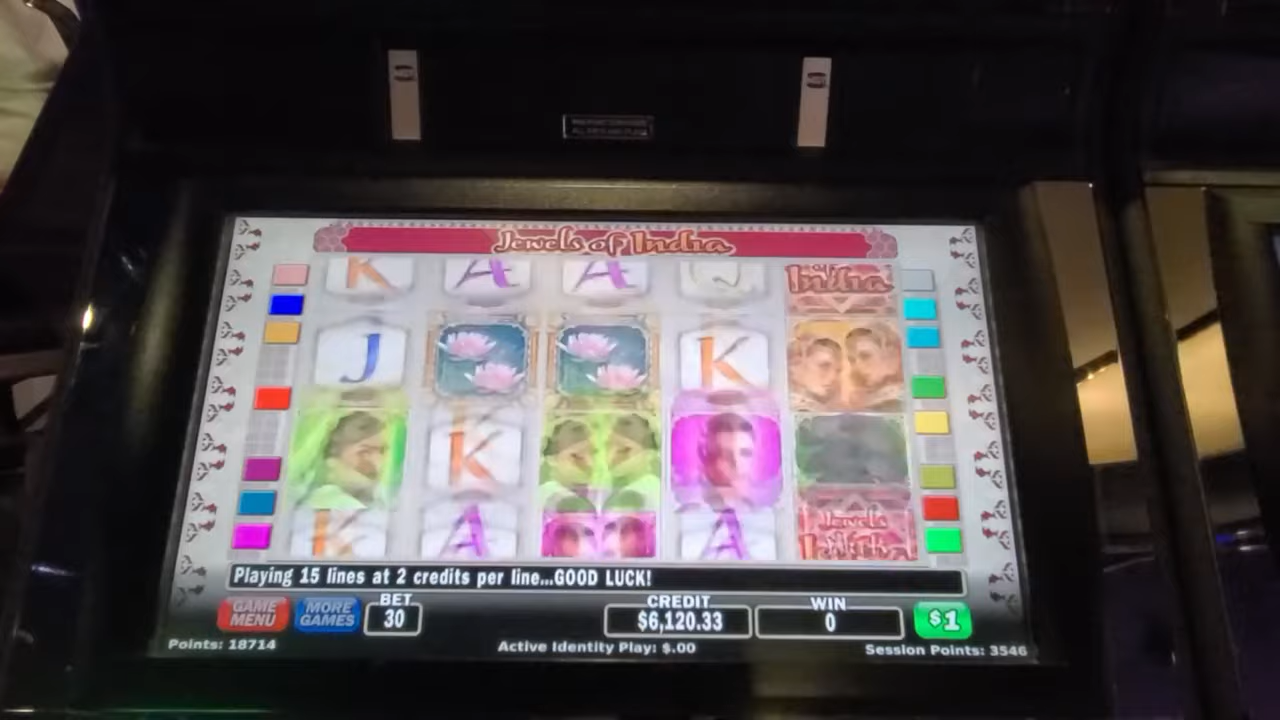 Jewels of India
K A A Q of India
J K
K
K A A Jewels
Playing 15 lines at 2 credits per line...GOOD LUCK!
GAME MENU MORE GAMES BET 30 CREDIT $6,120.33 WIN 0 $1
Points: 18714 Active Identity Play: $.00 Session Points: 3546